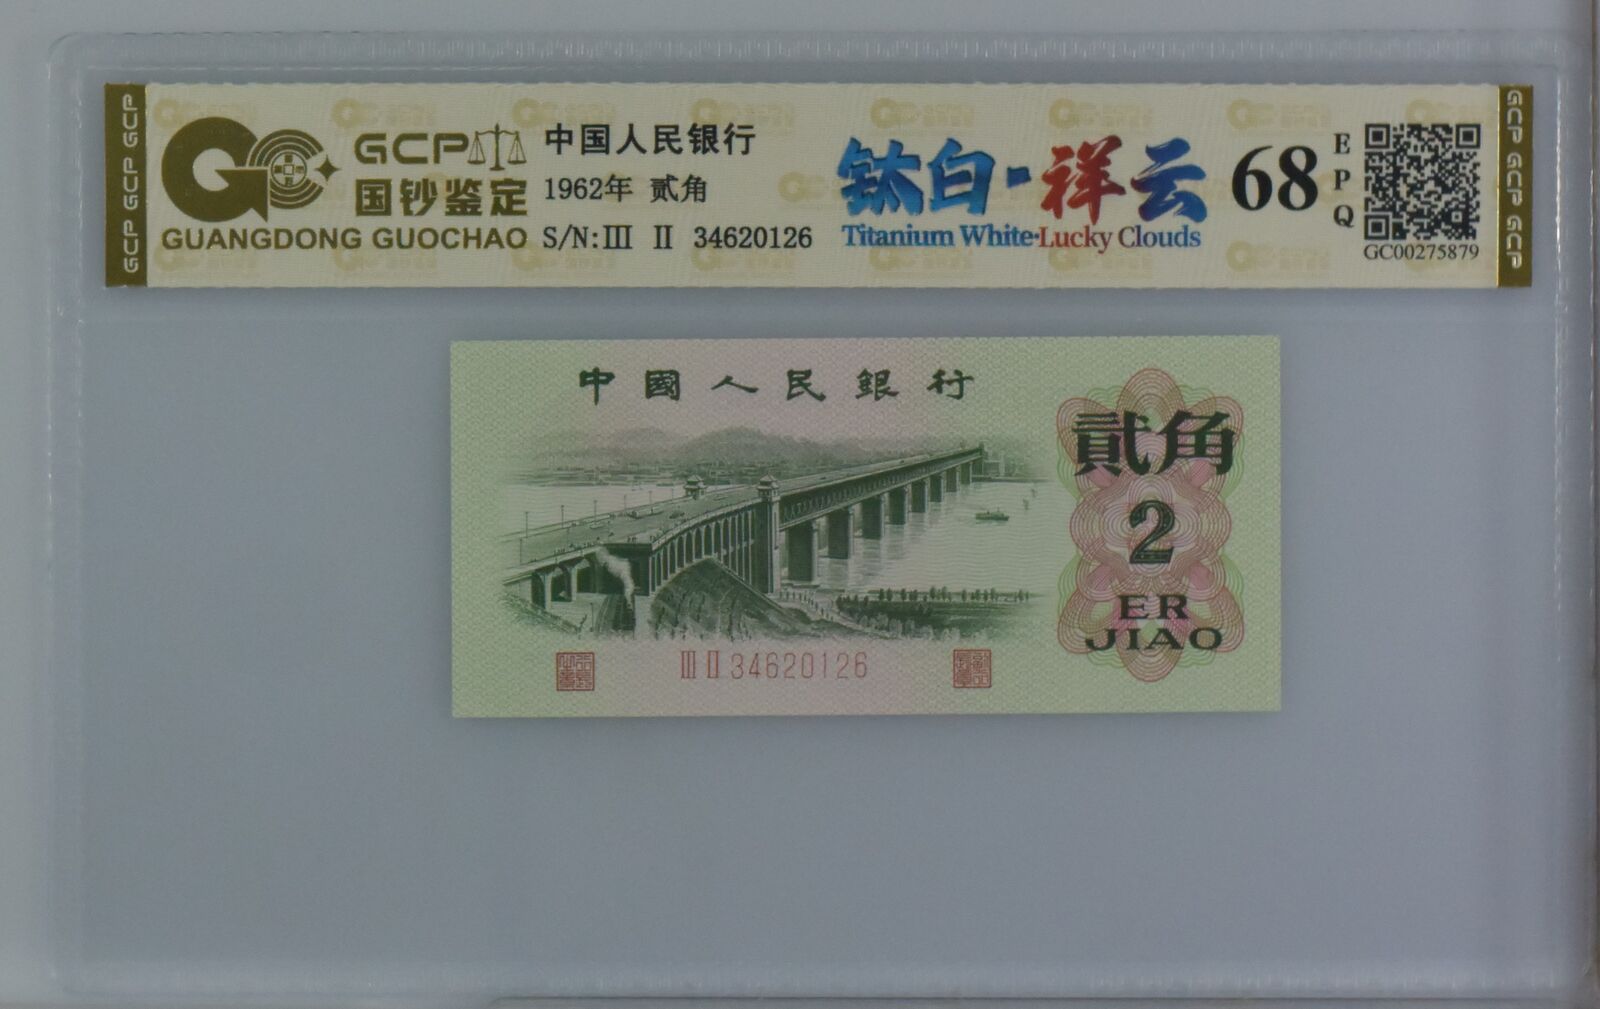 GCP GCP GCP
GCP
国钞鉴定
GUANGDONG GUOCHAO
中国人民银行
1962年 贰角
S/N:Ⅲ Ⅱ 34620126
钛白·祥云
Titanium White·Lucky Clouds
68
EPQ
GC00275879
GCP GCP GCP
中國人民銀行
貳角
2
ER
JIAO
Ⅲ Ⅱ 34620126